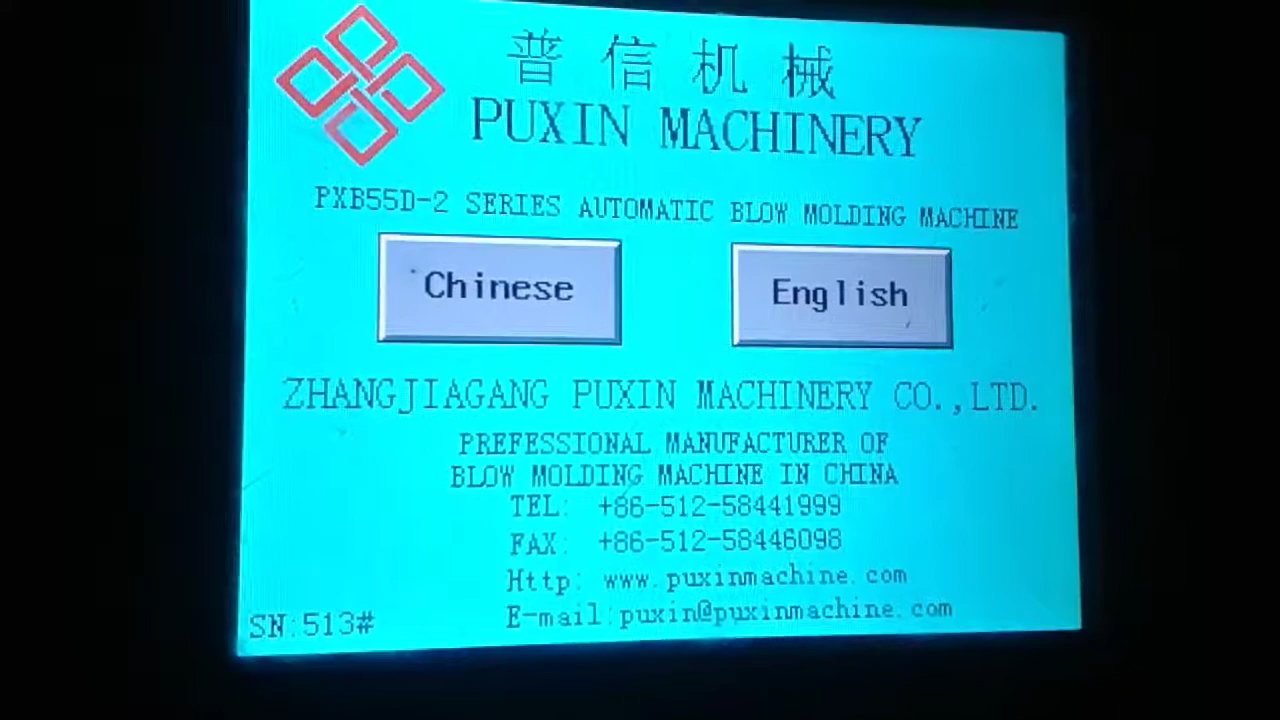 普信机械
PUXIN MACHINERY
PXB55D-2 SERIES AUTOMATIC BLOW MOLDING MACHINE
Chinese English
ZHANGJIAGANG PUXIN MACHINERY CO.,LTD.
PREFESSIONAL MANUFACTURER OF
BLOW MOLDING MACHINE IN CHINA
TEL: +86-512-58441999
FAX: +86-512-58446098
Http: www.puxinmachine.com
E-mail:puxin@puxinmachine.com
SN:513#